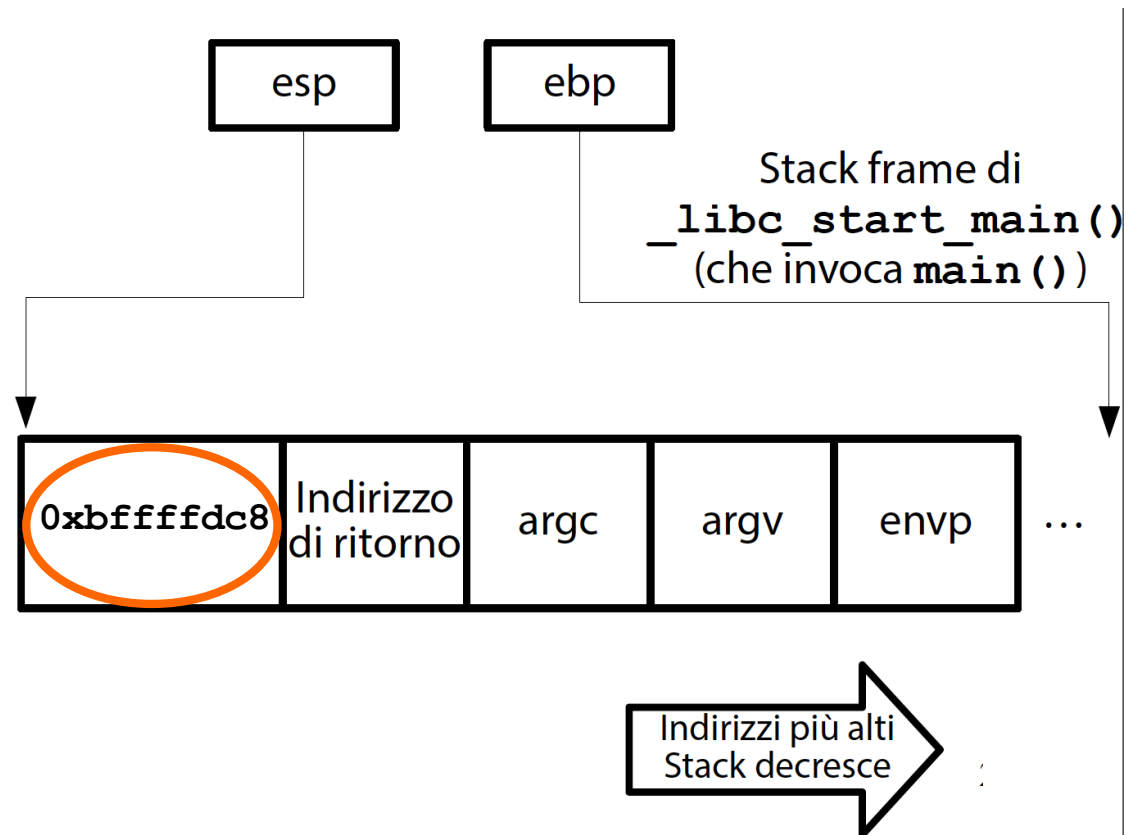 esp
ebp
Stack frame di
_libc_start_main()
(che invoca main())
0xbffffdc8
Indirizzo
di ritorno
argc
argv
envp
...
Indirizzi più alti
Stack decresce